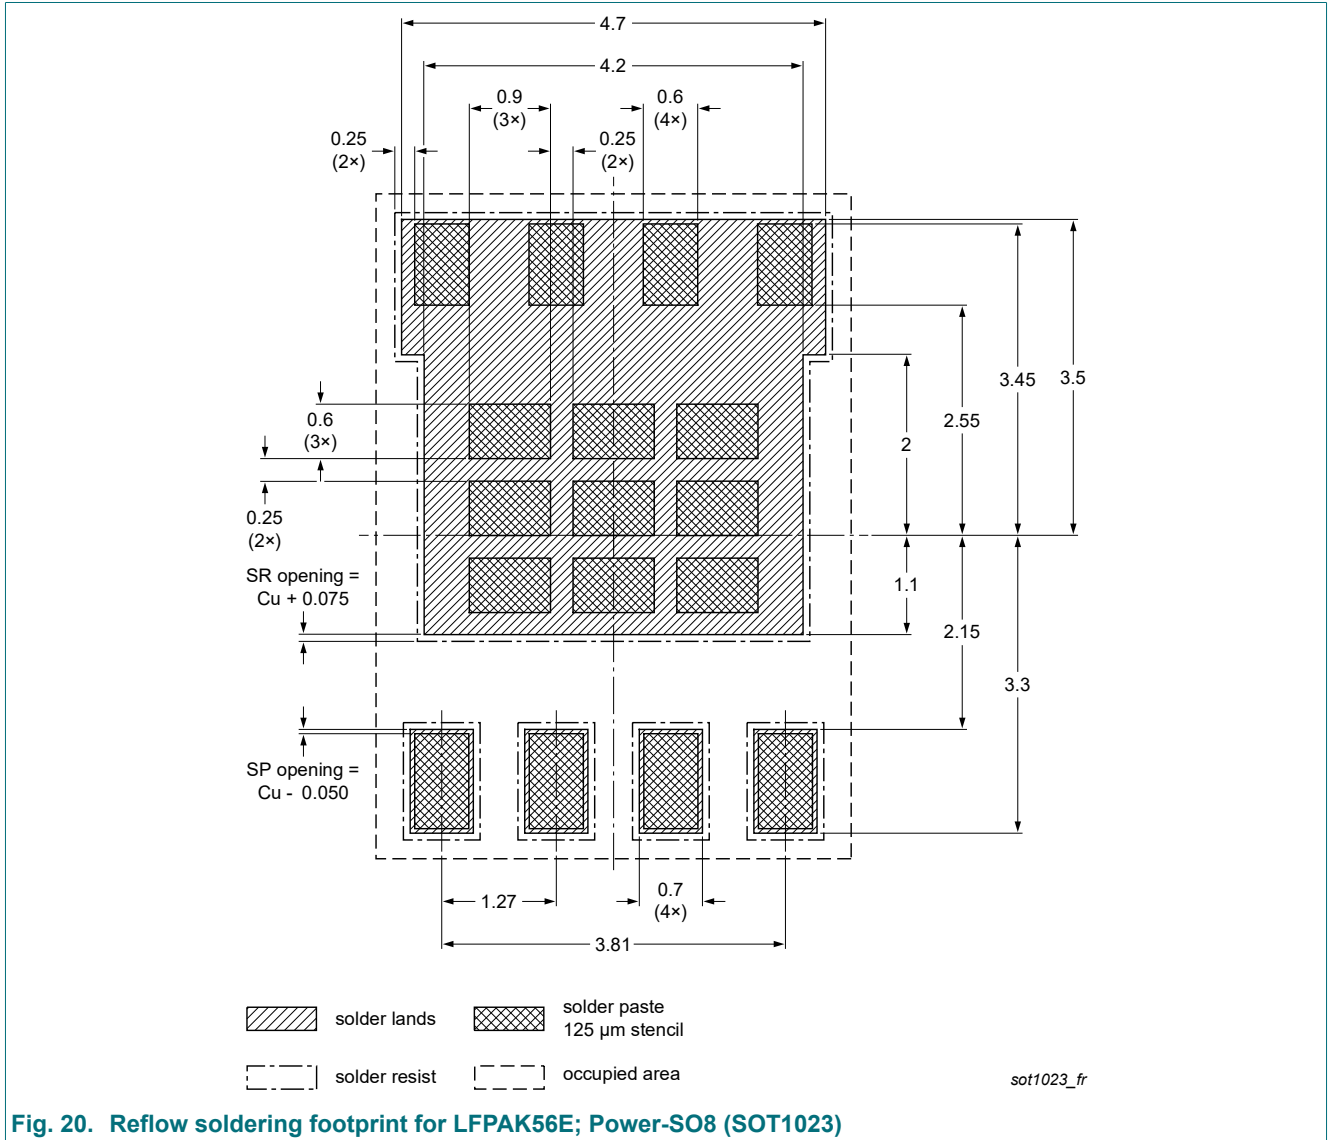 4.7
4.2
0.9
(3×)
0.6
(4×)
0.25
(2×)
0.25
(2×)
3.45
3.5
2.55
2
0.6
(3×)
0.25
(2×)
SR opening =
Cu + 0.075
1.1
2.15
3.3
SP opening =
Cu - 0.050
1.27
0.7
(4×)
3.81
solder lands
solder paste
125 µm stencil
solder resist
occupied area
sot1023_fr
Fig. 20. Reflow soldering footprint for LFPAK56E; Power-SO8 (SOT1023)